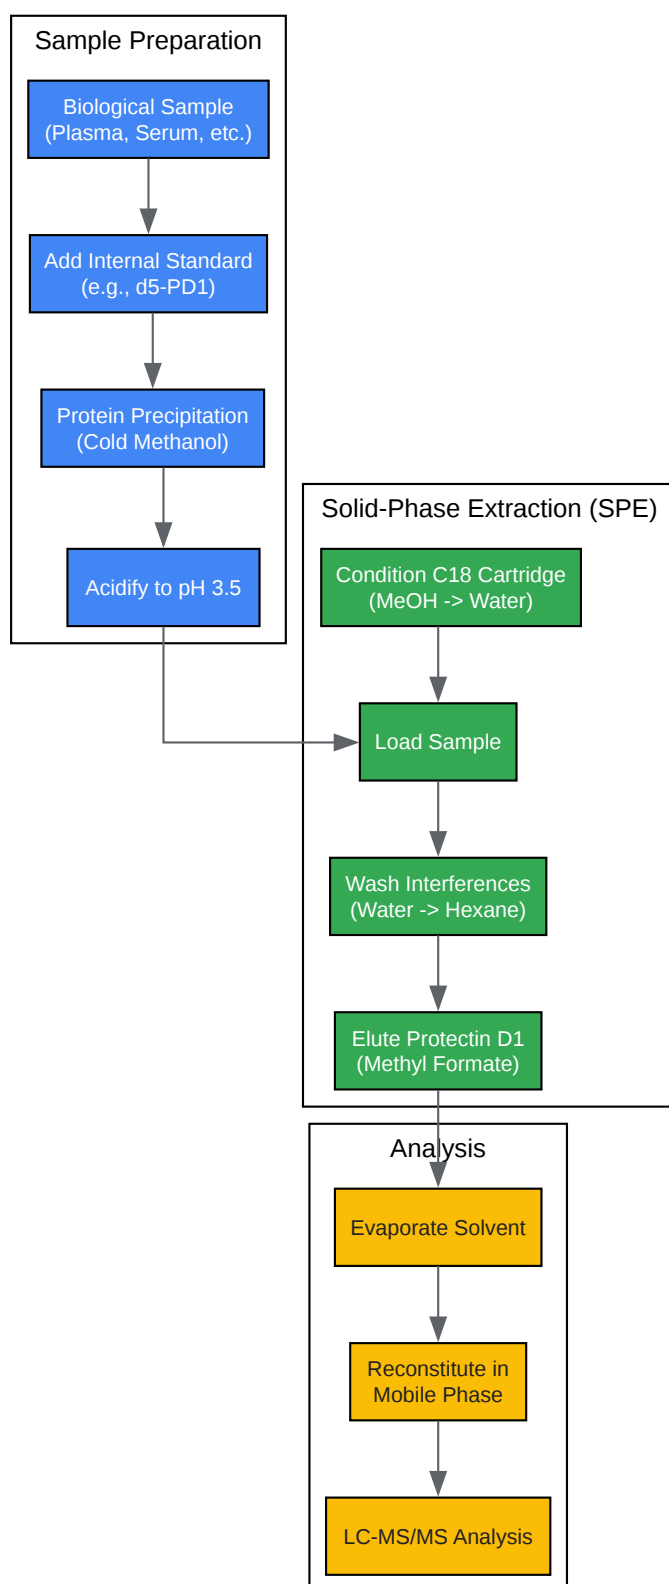 Sample Preparation
Biological Sample
(Plasma, Serum, etc.)
Add Internal Standard
(e.g., d5-PD1)
Protein Precipitation
(Cold Methanol)
Acidify to pH 3.5
Solid-Phase Extraction (SPE)
Condition C18 Cartridge
(MeOH -> Water)
Load Sample
Wash Interferences
(Water -> Hexane)
Elute Protectin D1
(Methyl Formate)
Analysis
Evaporate Solvent
Reconstitute in
Mobile Phase
LC-MS/MS Analysis